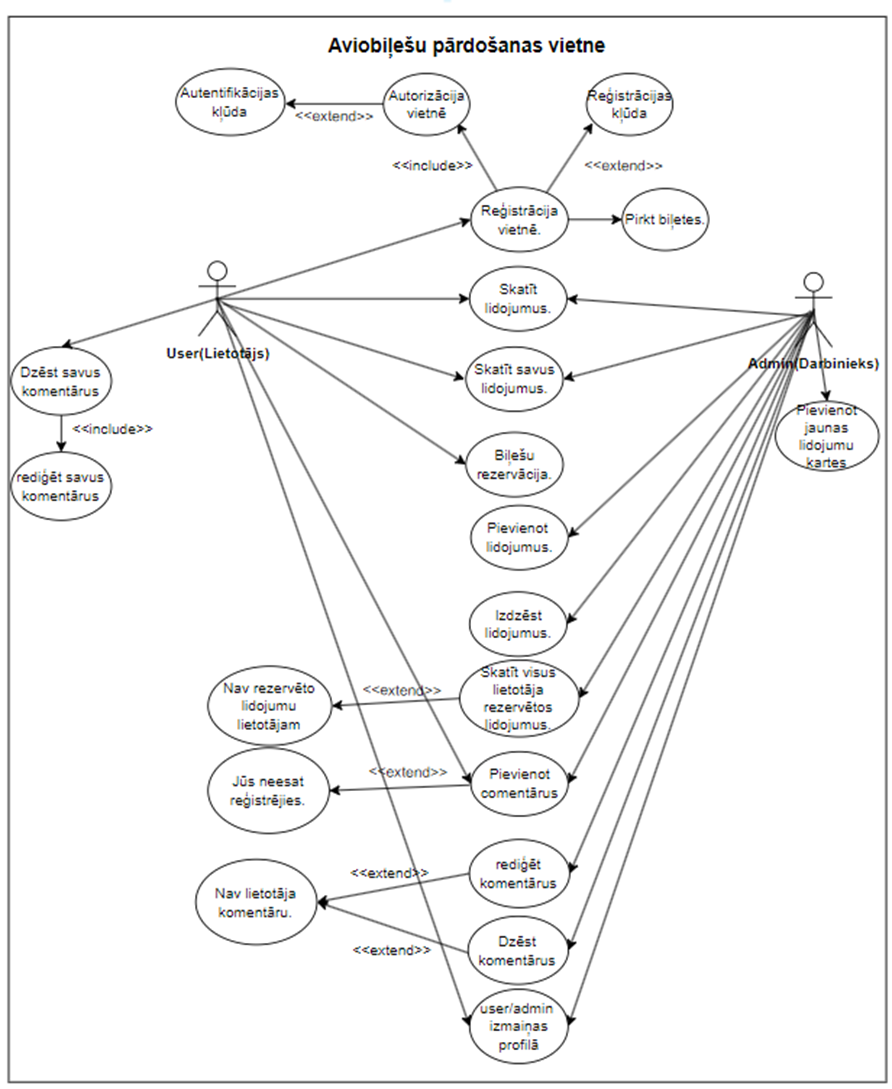 Aviobiļešu pārdošanas vietne
Autentifikācijas
kļūda
<<extend>>
Autorizācija
vietnē
Reģistrācijas
kļūda
<<include>>
<<extend>>
Reģistrācija
vietnē.
Pirkt biļetes.
Skatīt
lidojumus.
User(Lietotājs)
Admin(Darbinieks)
Dzēst savus
komentārus
<<include>>
rediģēt savus
komentārus
Skatīt savus
lidojumus.
Pievienot
jaunas
lidojumu
kartes
Biļešu
rezervācija.
Pievienot
lidojumus.
Izdzēst
lidojumus.
Nav rezervēto
lidojumu
lietotājam
<<extend>>
Skatīt visus
lietotāja
rezervētos
lidojumus.
Jūs neesat
reģistrējies.
<<extend>>
Pievienot
comentārus
Nav lietotāja
komentāru.
<<extend>>
rediģēt
komentārus
<<extend>>
Dzēst
komentārus
user/admin
izmaiņas
profilā